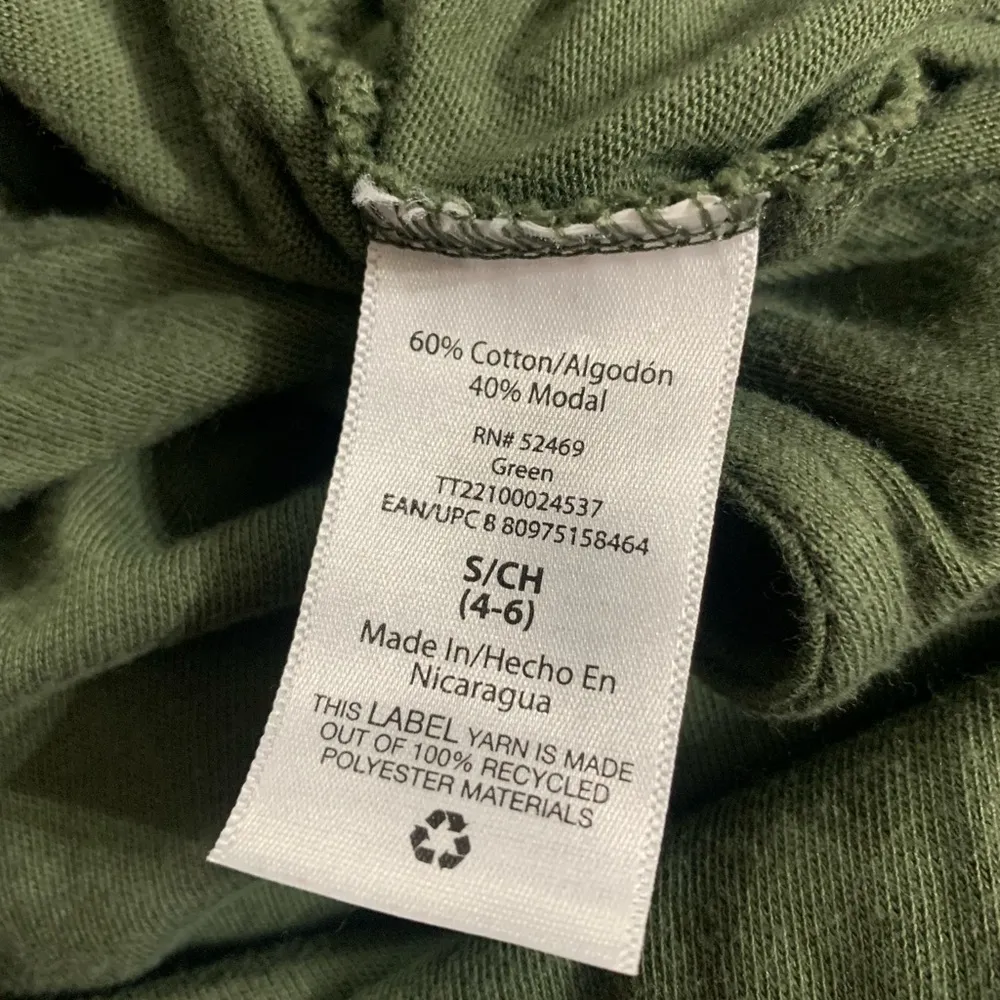 60% Cotton/Algodón
40% Modal
RN# 52469
Green
TT22100024537
EAN/UPC 8 80975158464
S/CH
(4-6)
Made In/Hecho En
Nicaragua
THIS LABEL YARN IS MADE
OUT OF 100% RECYCLED
POLYESTER MATERIALS